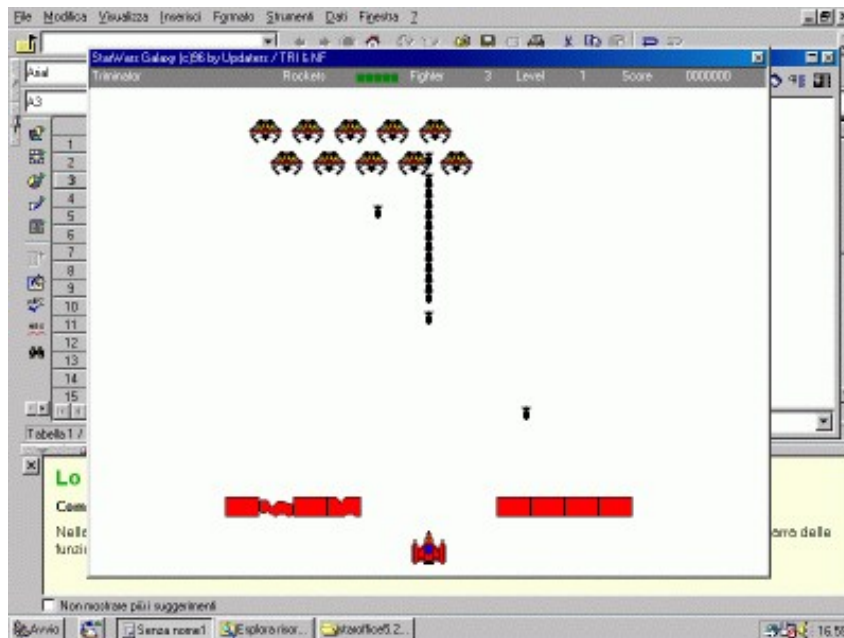 File Modifica Visualizza Inserisci Formato Strumenti Dati Finestra ?
StarWars Galaxy (c)96 by Updaters / TRI & NF
Arial
Triminator Rockets Fighter 3 Level 1 Score 0000000
A3
1
2
3
4
5
6
7
8
9
10
11
12
13
14
15
Tabella1 /
Lo
Com
Nelle
arra delle
funzi
Non mostrare più i suggerimenti
Avvio
Senza nome1
Esplora risor...
staroffice5.2...
16.55